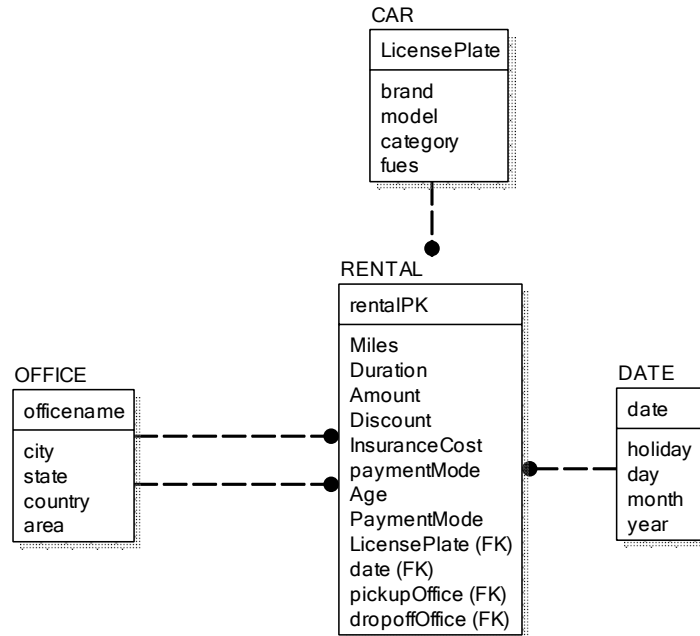 CAR
LicensePlate
brand
model
category
fues
RENTAL
rentalPK
Miles
Duration
Amount
Discount
InsuranceCost
paymentMode
Age
PaymentMode
LicensePlate (FK)
date (FK)
pickupOffice (FK)
dropoffOffice (FK)
OFFICE
officename
city
state
country
area
DATE
date
holiday
day
month
year